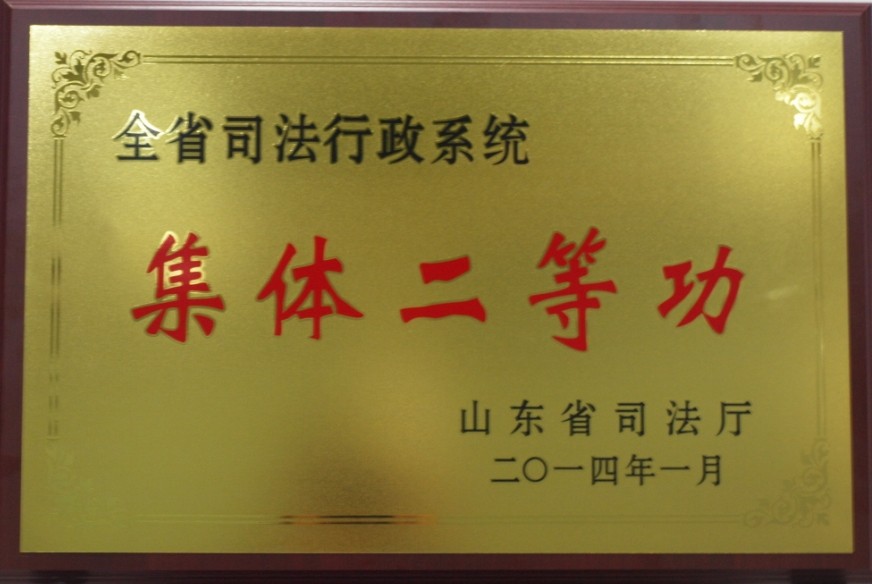 全省司法行政系统
集体二等功
山东省司法厅
二〇一四年一月